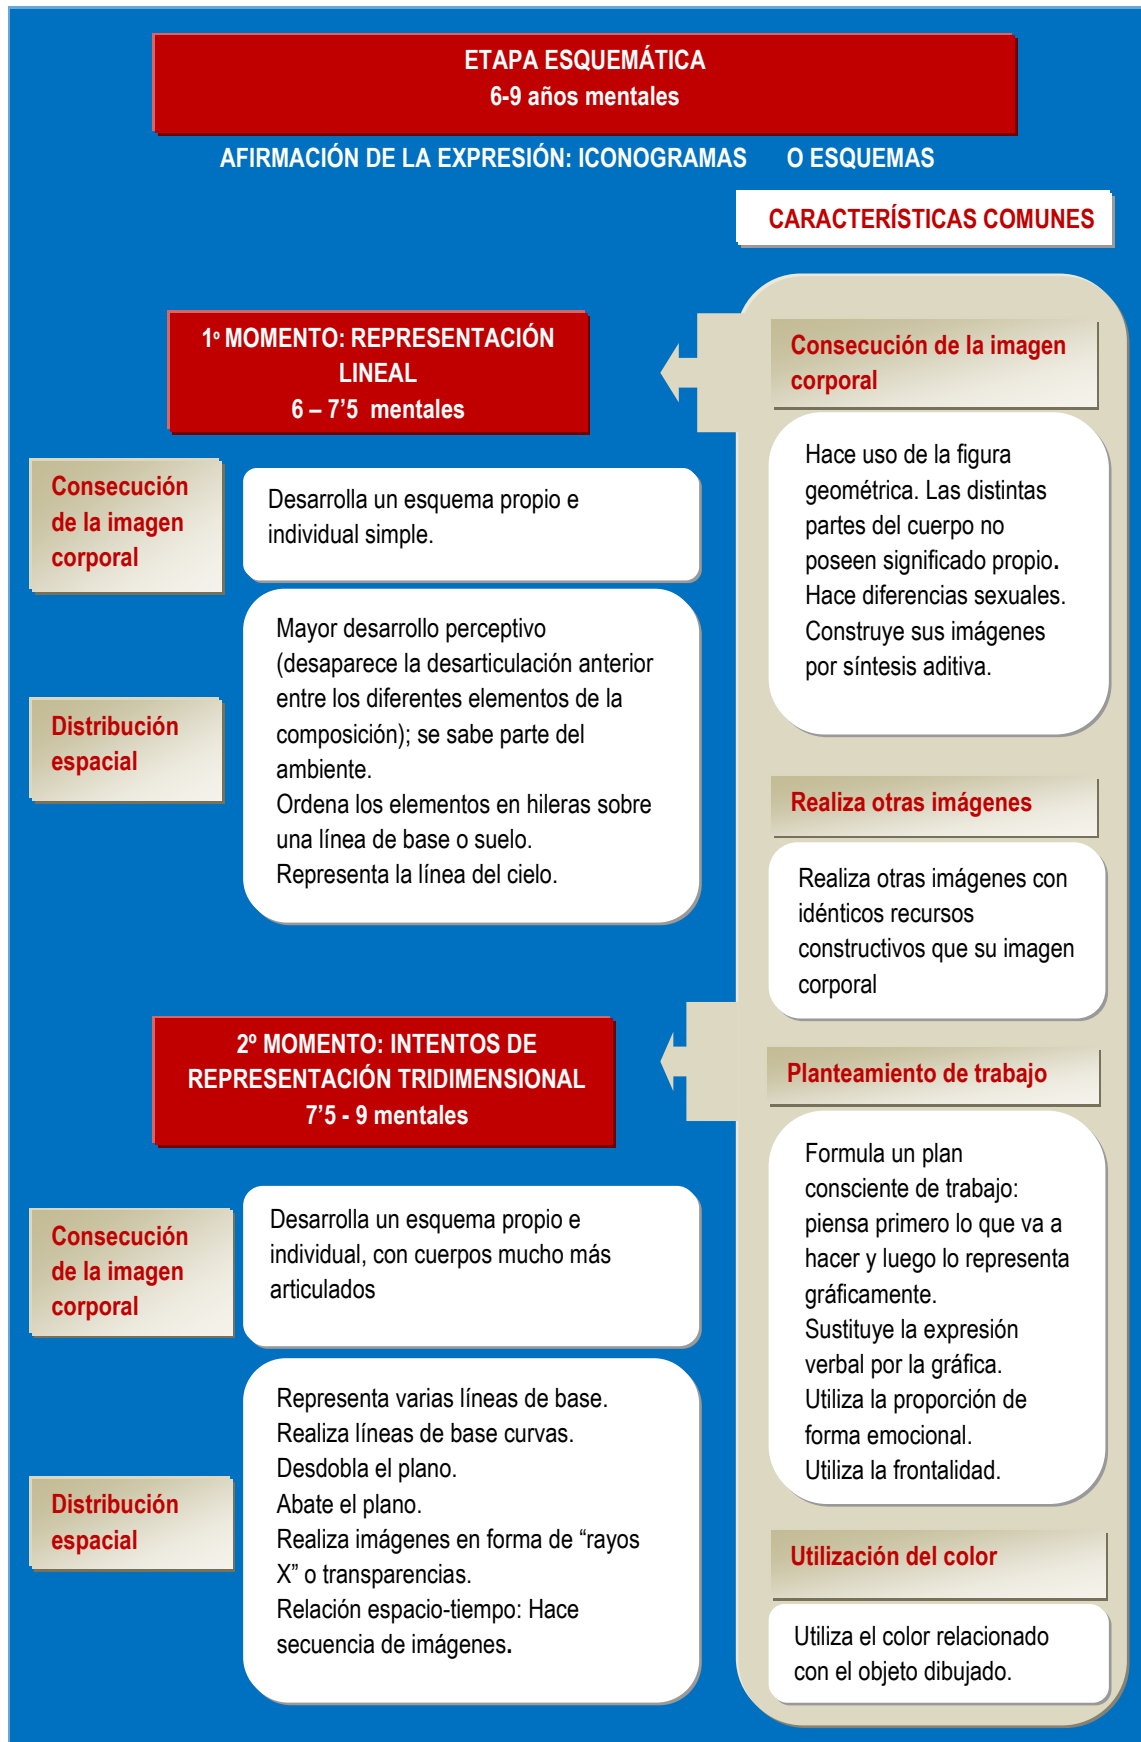 ETAPA ESQUEMÁTICA
6-9 años mentales
AFIRMACIÓN DE LA EXPRESIÓN: ICONOGRAMAS O ESQUEMAS
CARACTERÍSTICAS COMUNES
1º MOMENTO: REPRESENTACIÓN
LINEAL
6 – 7’5 mentales
Consecución
de la imagen
corporal
Desarrolla un esquema propio e
individual simple.
Distribución
espacial
Mayor desarrollo perceptivo
(desaparece la desarticulación anterior
entre los diferentes elementos de la
composición); se sabe parte del
ambiente.
Ordena los elementos en hileras sobre
una línea de base o suelo.
Representa la línea del cielo.
2º MOMENTO: INTENTOS DE
REPRESENTACIÓN TRIDIMENSIONAL
7’5 - 9 mentales
Consecución
de la imagen
corporal
Desarrolla un esquema propio e
individual, con cuerpos mucho más
articulados
Distribución
espacial
Representa varias líneas de base.
Realiza líneas de base curvas.
Desdobla el plano.
Abate el plano.
Realiza imágenes en forma de “rayos
X” o transparencias.
Relación espacio-tiempo: Hace
secuencia de imágenes.
Consecución de la imagen
corporal
Hace uso de la figura
geométrica. Las distintas
partes del cuerpo no
poseen significado propio.
Hace diferencias sexuales.
Construye sus imágenes
por síntesis aditiva.
Realiza otras imágenes
Realiza otras imágenes con
idénticos recursos
constructivos que su imagen
corporal
Planteamiento de trabajo
Formula un plan
consciente de trabajo:
piensa primero lo que va a
hacer y luego lo representa
gráficamente.
Sustituye la expresión
verbal por la gráfica.
Utiliza la proporción de
forma emocional.
Utiliza la frontalidad.
Utilización del color
Utiliza el color relacionado
con el objeto dibujado.